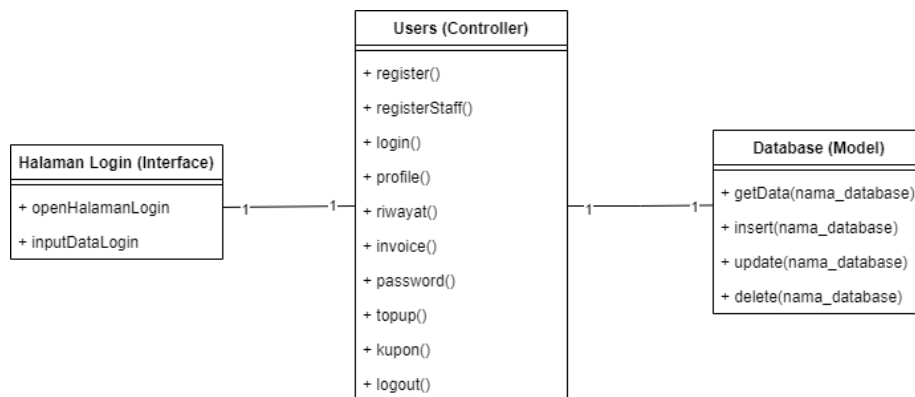 Users (Controller)
+ register()
+ registerStaff()
+ login()
+ profile()
+ riwayat()
+ invoice()
+ password()
+ topup()
+ kupon()
+ logout()
Halaman Login (Interface)
+ openHalamanLogin
+ inputDataLogin
1
1
1
1
Database (Model)
+ getData(nama_database)
+ insert(nama_database)
+ update(nama_database)
+ delete(nama_database)